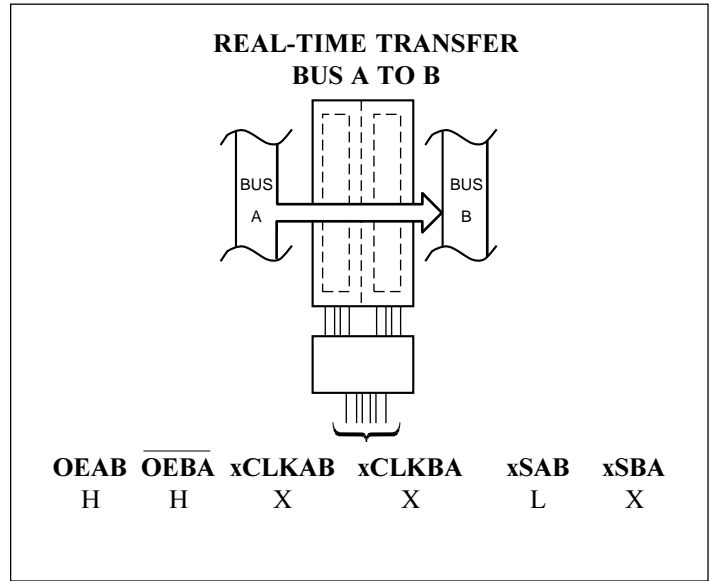 REAL-TIME TRANSFER
BUS A TO B
BUS BUS
A B
OEAB OEBA xCLKAB xCLKBA xSAB xSBA
H H X X L X